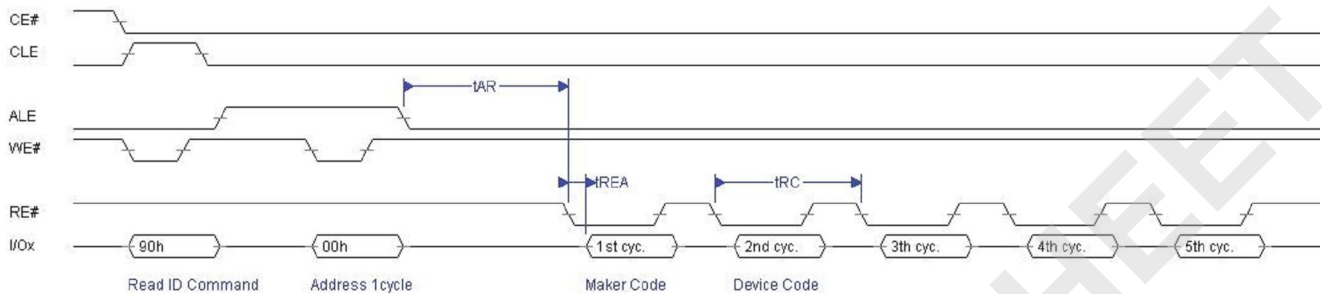 CE#
CLE
tAR
ALE
WE#
tREA
tRC
RE#
I/Ox
90h
00h
1st cyc.
2nd cyc.
3th cyc.
4th cyc.
5th cyc.
Read ID Command
Address 1cycle
Maker Code
Device Code
HEET